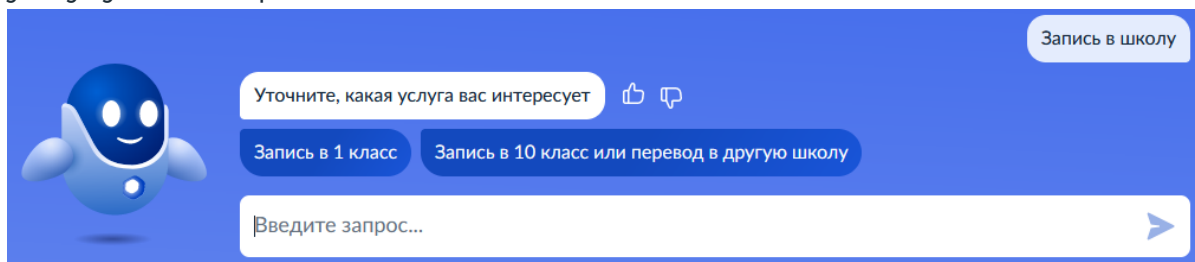 Запись в школу
Уточните, какая услуга вас интересует
Запись в 1 класс
Запись в 10 класс или перевод в другую школу
Введите запрос...